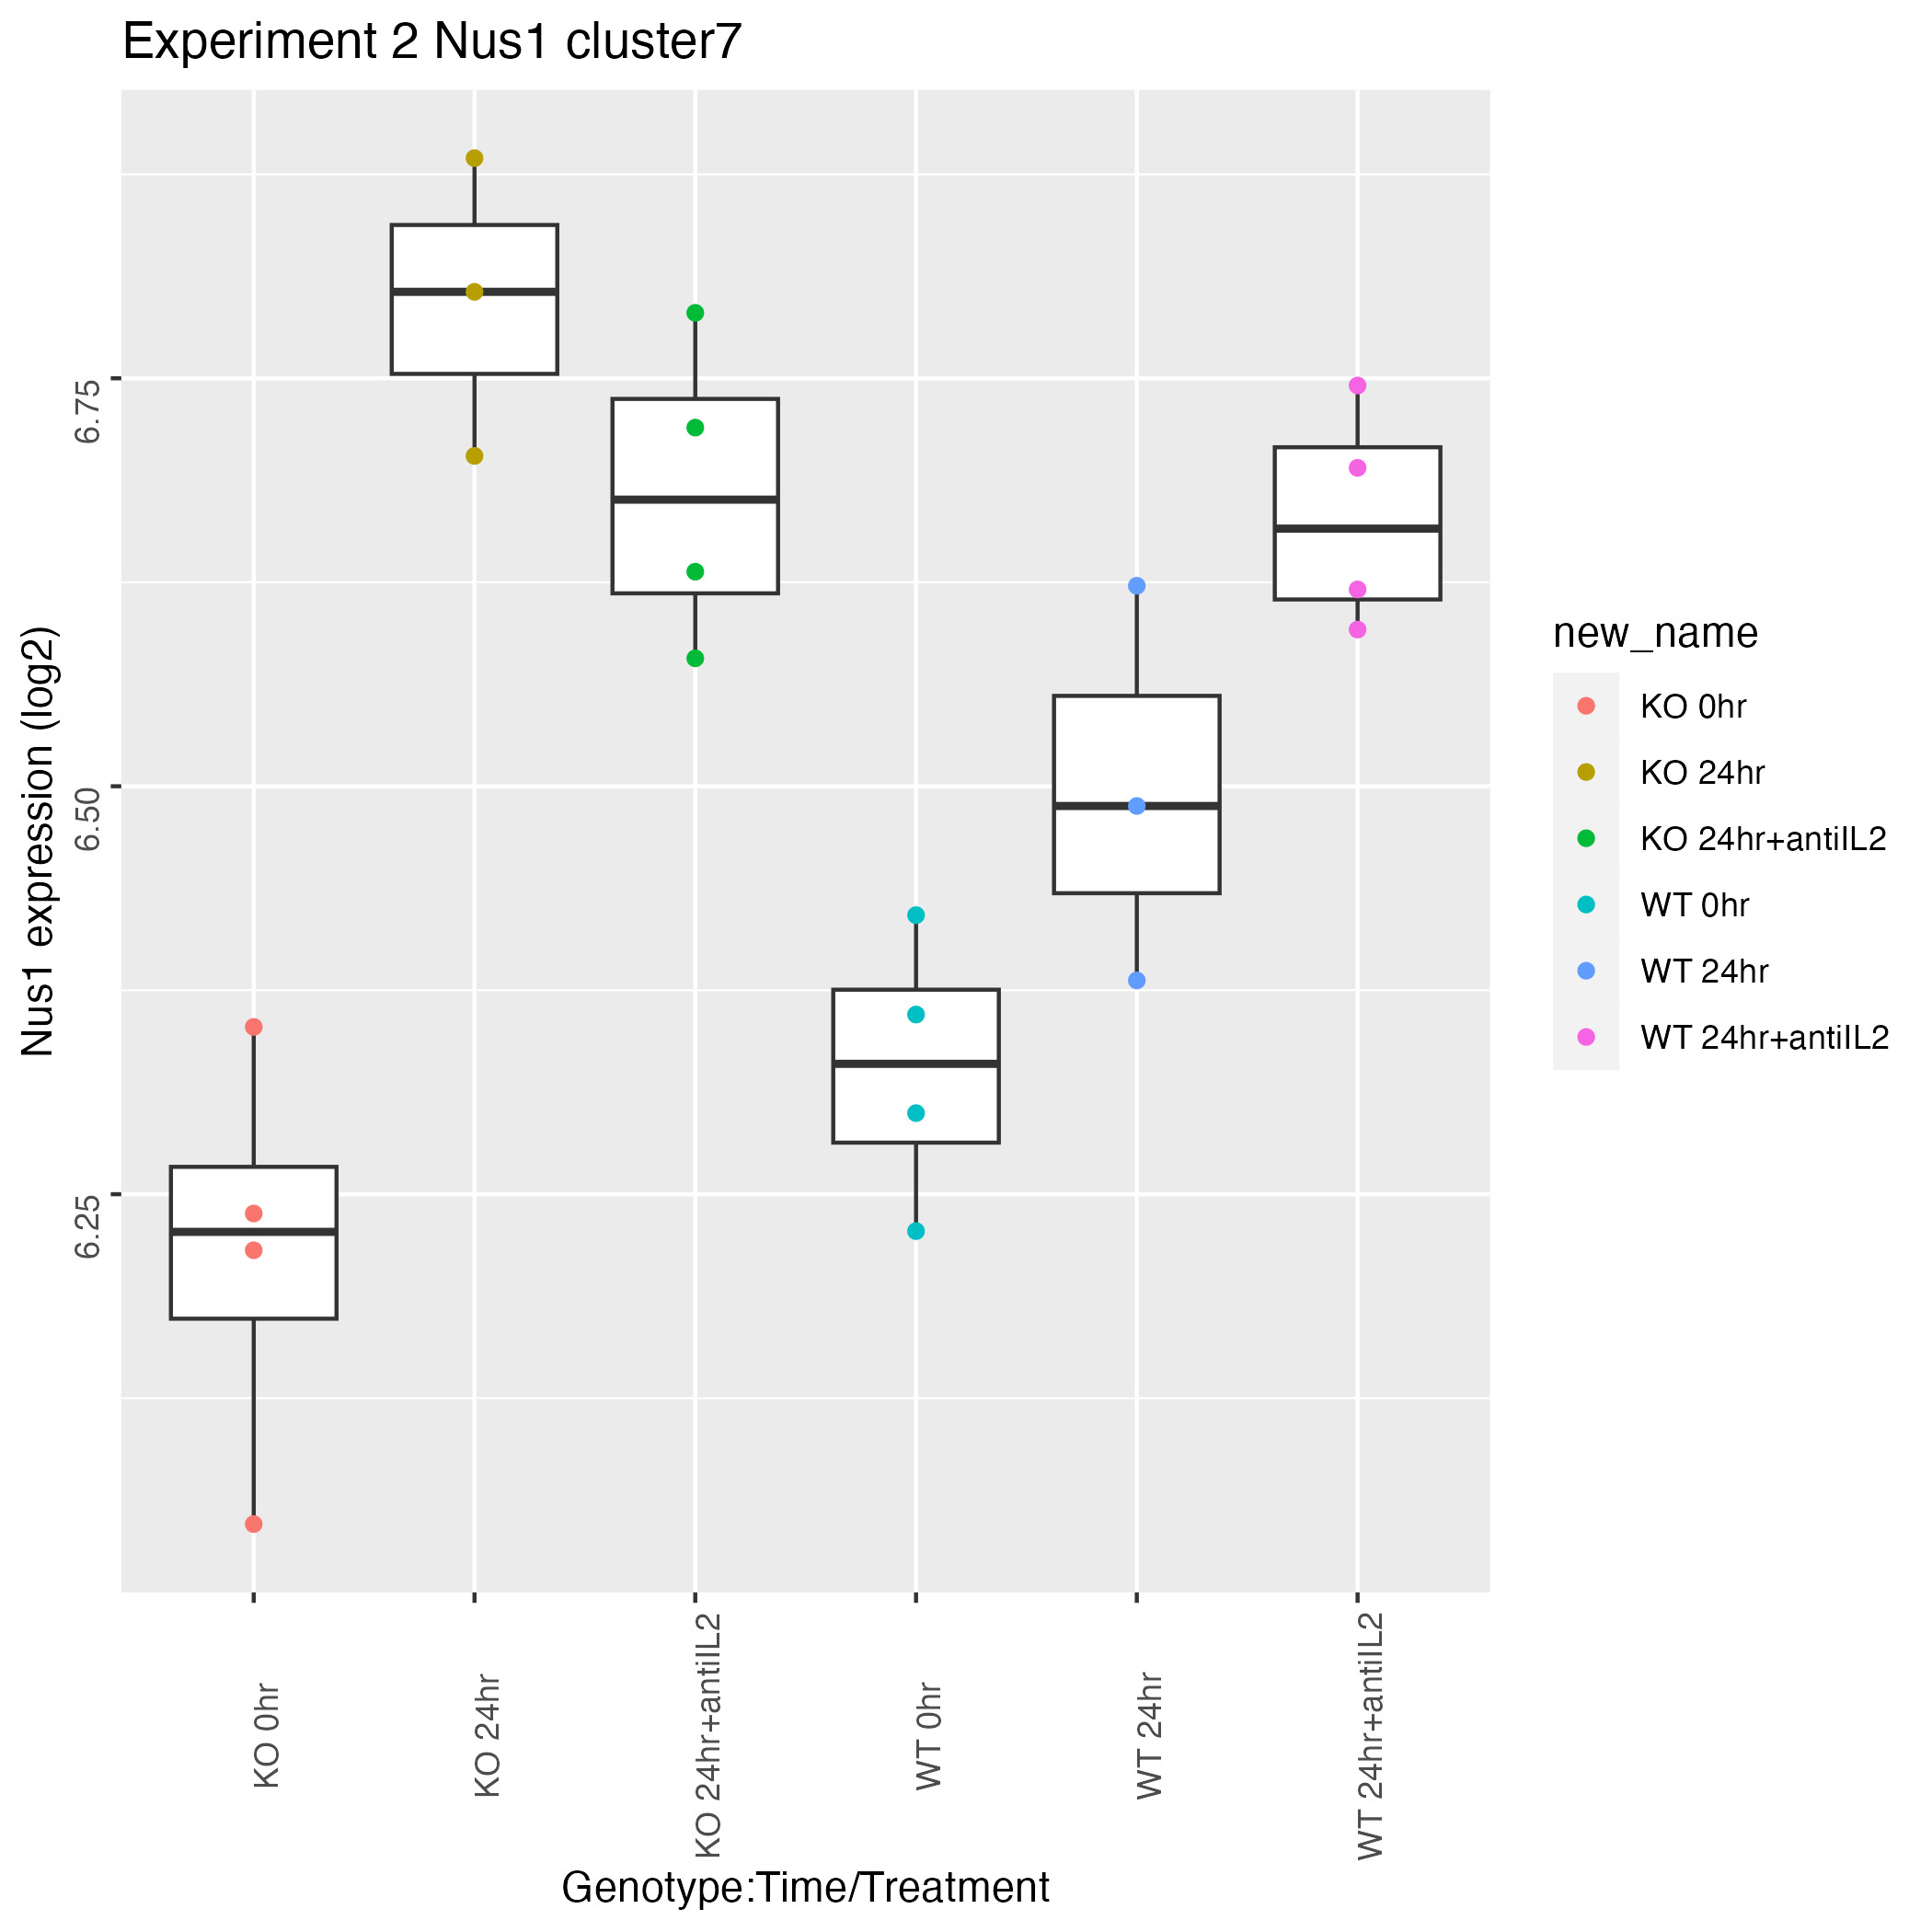 Experiment 2 Nus1 cluster7
Nus1 expression (log2)
6.75
6.50
6.25
KO 0hr
KO 24hr
KO 24hr+antiIL2
WT 0hr
WT 24hr
WT 24hr+antiIL2
Genotype:Time/Treatment
new_name
KO 0hr
KO 24hr
KO 24hr+antiIL2
WT 0hr
WT 24hr
WT 24hr+antiIL2